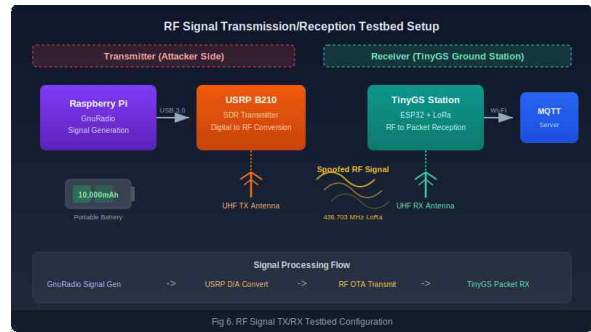 RF Signal Transmission/Reception Testbed Setup
Transmitter (Attacker Side)
Receiver (TinyGS Ground Station)
Raspberry Pi
GnuRadio
Signal Generation
USB 3.0
USRP B210
SDR Transmitter
Digital to RF Conversion
TinyGS Station
ESP32 + LoRa
RF to Packet Reception
Wi-Fi
MQTT
Server
10,000mAh
Portable Battery
UHF TX Antenna
Spoofed RF Signal
436.703 MHz LoRa
UHF RX Antenna
Signal Processing Flow
GnuRadio Signal Gen -> USRP D/A Convert -> RF OTA Transmit -> TinyGS Packet RX
Fig 6. RF Signal TX/RX Testbed Configuration